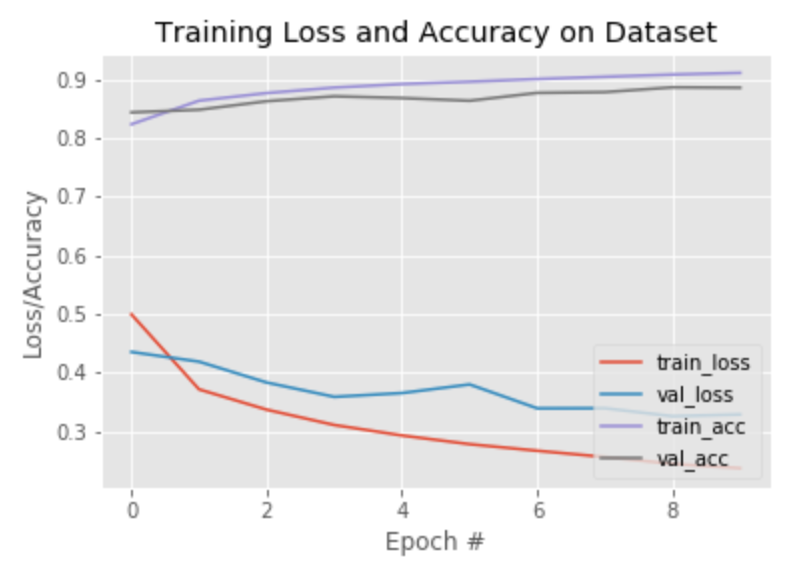 Training Loss and Accuracy on Dataset
Loss/Accuracy
0.9
0.8
0.7
0.6
0.5
0.4
0.3
train_loss
val_loss
train_acc
val_acc
0 2 4 6 8
Epoch #